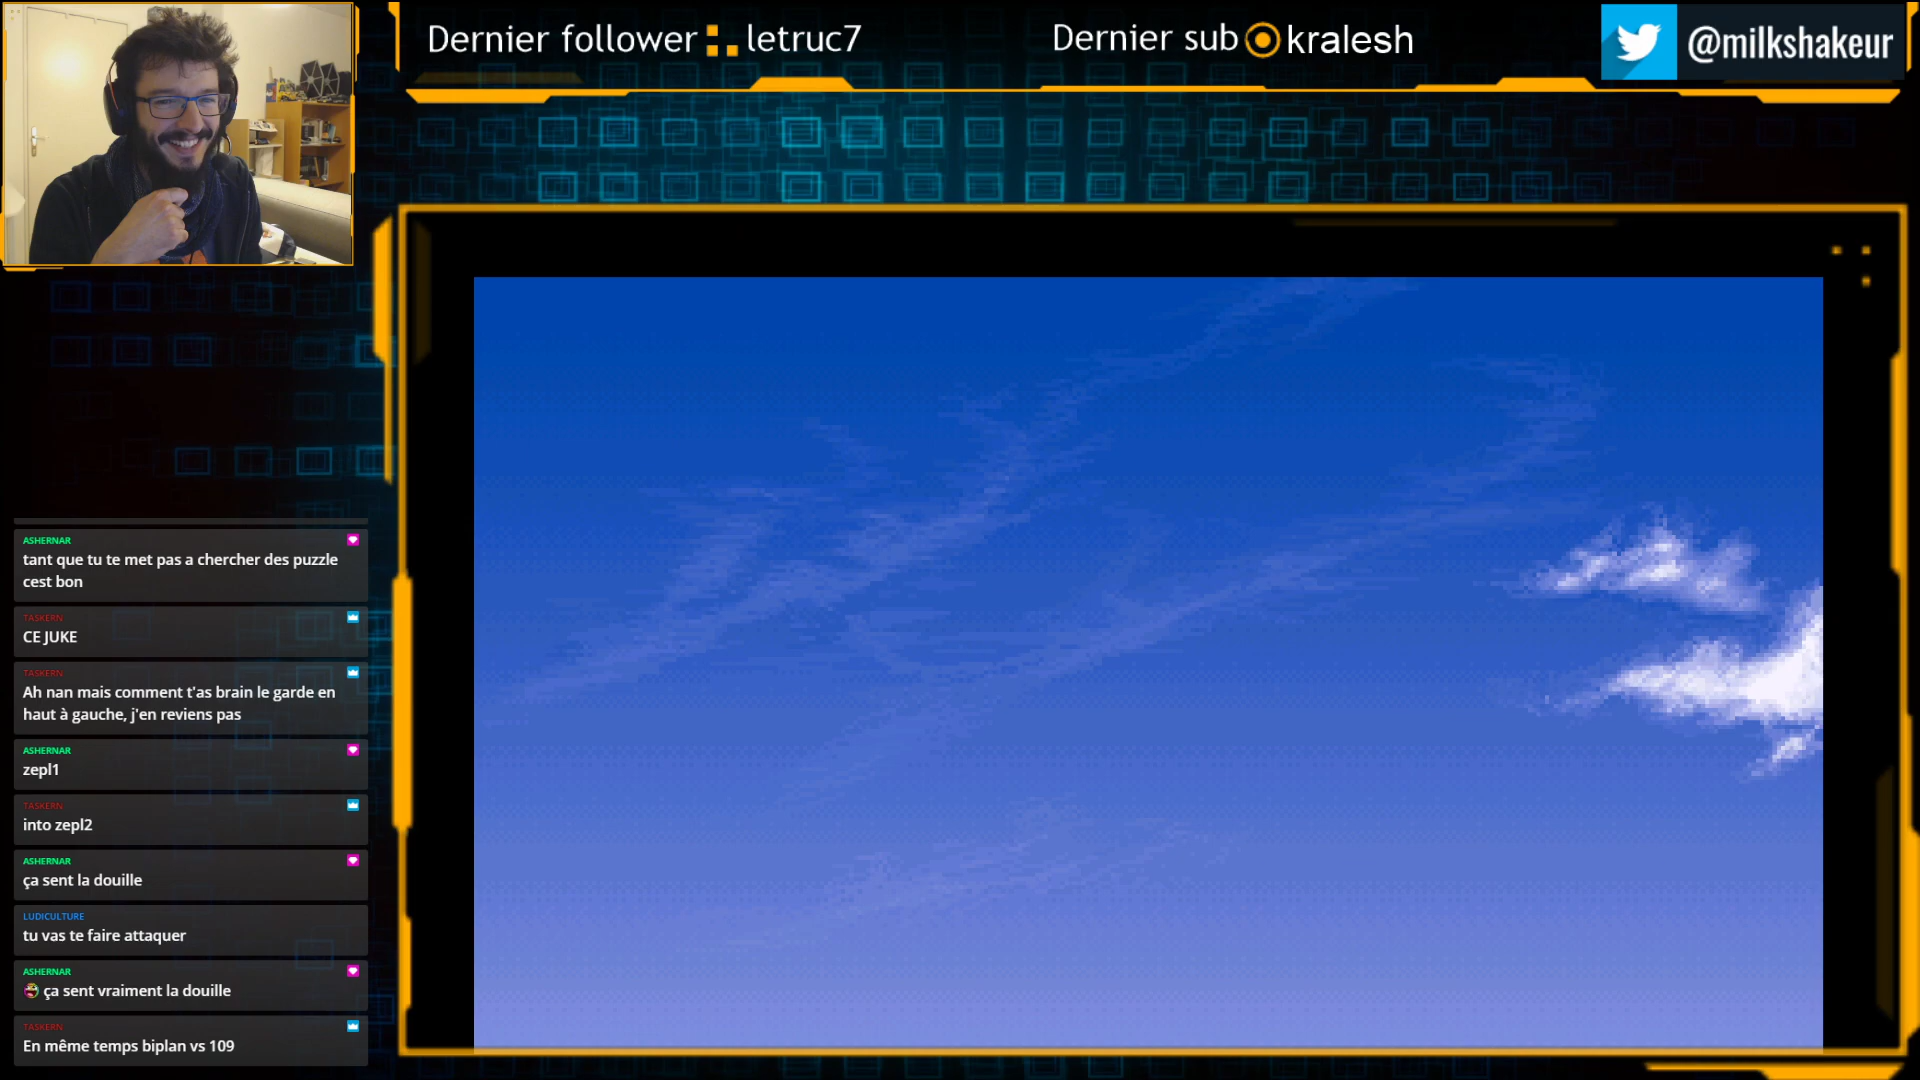 Dernier follower letruc7
Dernier sub kralesh
@milkshakeur
ASHERNAR
tant que tu te met pas a chercher des puzzle
cest bon
TASKERN
CE JUKE
TASKERN
Ah nan mais comment t'as brain le garde en
haut à gauche, j'en reviens pas
ASHERNAR
zepl1
TASKERN
into zepl2
ASHERNAR
ça sent la douille
LUDICULTURE
tu vas te faire attaquer
ASHERNAR
ça sent vraiment la douille
TASKERN
En même temps biplan vs 109